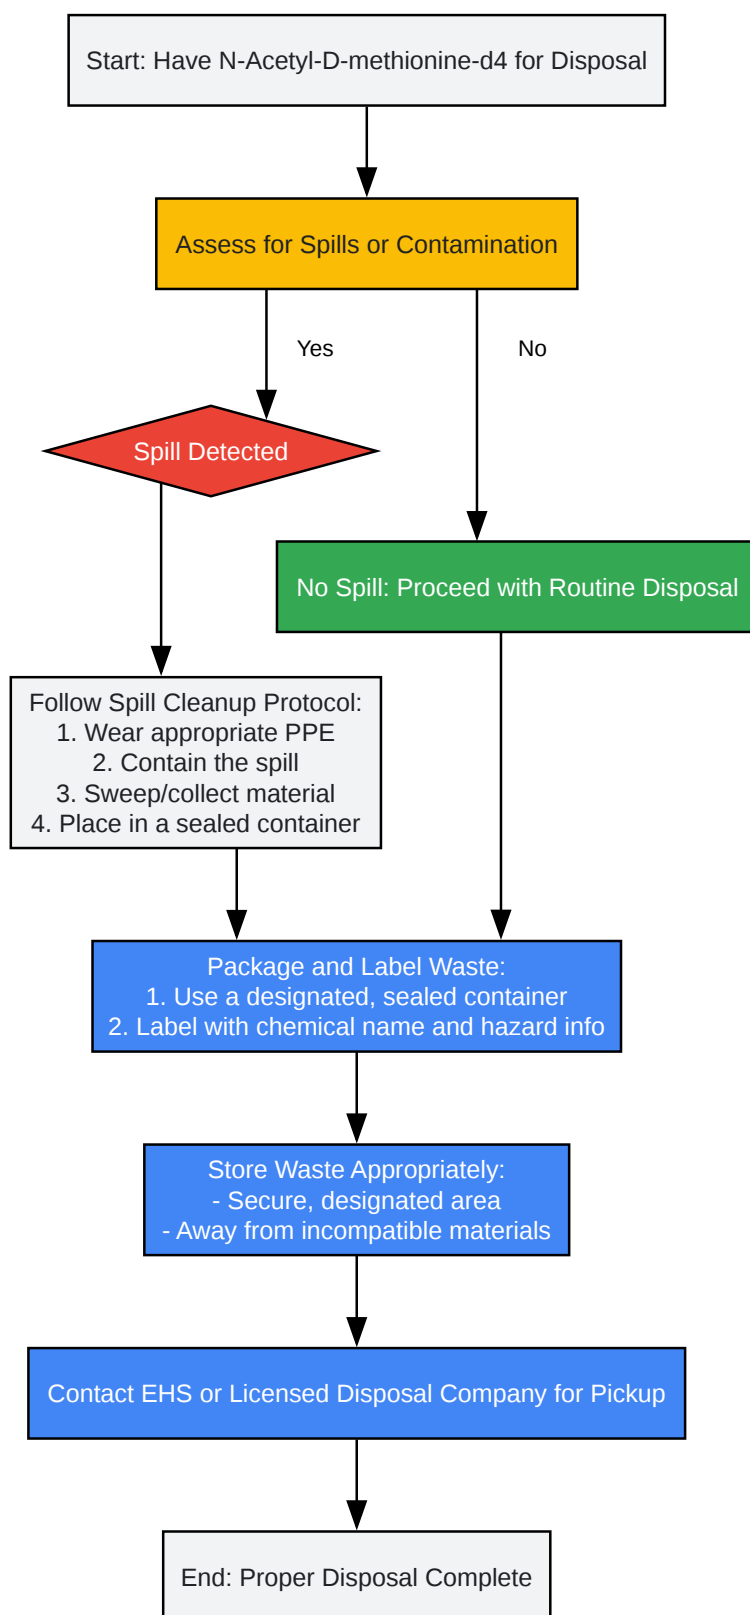 Start: Have N-Acetyl-D-methionine-d4 for Disposal
Assess for Spills or Contamination
Yes
No
Spill Detected
No Spill: Proceed with Routine Disposal
Follow Spill Cleanup Protocol:
1. Wear appropriate PPE
2. Contain the spill
3. Sweep/collect material
4. Place in a sealed container
Package and Label Waste:
1. Use a designated, sealed container
2. Label with chemical name and hazard info
Store Waste Appropriately:
- Secure, designated area
- Away from incompatible materials
Contact EHS or Licensed Disposal Company for Pickup
End: Proper Disposal Complete